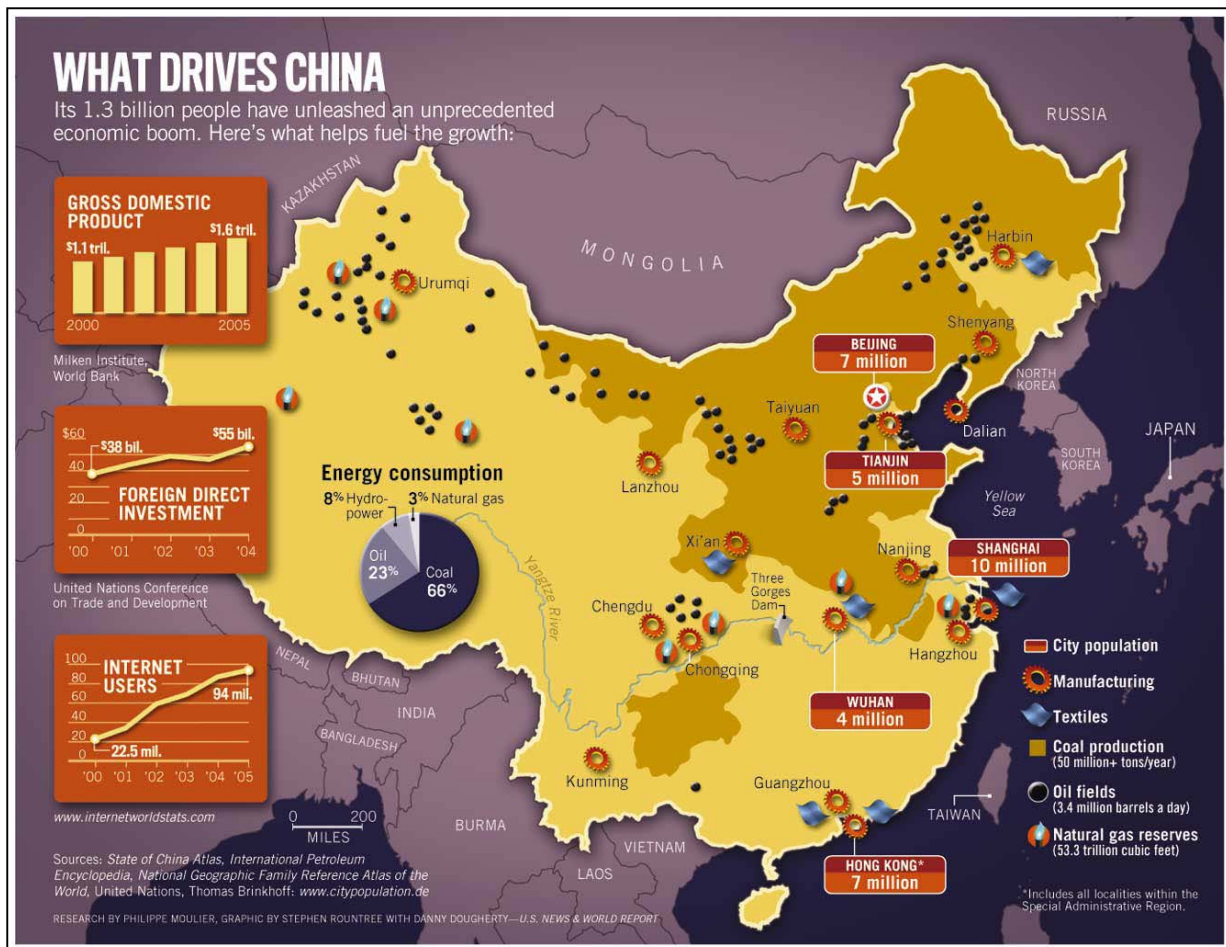 WHAT DRIVES CHINA
Its 1.3 billion people have unleashed an unprecedented
economic boom. Here's what helps fuel the growth:
GROSS DOMESTIC
PRODUCT
$1.1 tril.
$1.6 tril.
2000
2005
Milken Institute,
World Bank
$60
40
20
0
$38 bil.
$55 bil.
FOREIGN DIRECT
INVESTMENT
'00 '01 '02 '03 '04
United Nations Conference
on Trade and Development
100
80
60
40
20
0
INTERNET
USERS
94 mil.
22.5 mil.
'00 '01 '02 '03 '04 '05
www.internetworldstats.com
0 200
MILES
Sources: State of China Atlas, International Petroleum
Encyclopedia, National Geographic Family Reference Atlas of the
World, United Nations, Thomas Brinkhoff: www.citypopulation.de
RESEARCH BY PHILIPPE MOULIER, GRAPHIC BY STEPHEN ROUNTREE WITH DANNY DOUGHERTY—U.S. NEWS & WORLD REPORT
KAZAKHSTAN
MONGOLIA
RUSSIA
Urumqi
Harbin
Shenyang
BEIJING
7 million
NORTH
KOREA
Taiyuan
Dalian
JAPAN
SOUTH
KOREA
TIANJIN
5 million
Lanzhou
Yellow
Sea
Energy consumption
8% Hydro-
power
3% Natural gas
Oil
23%
Coal
66%
Yangtze River
Xi'an
Nanjing
SHANGHAI
10 million
Three
Gorges
Dam
Chengdu
Chongqing
Hangzhou
WUHAN
4 million
NEPAL
BHUTAN
INDIA
BANGLADESH
Kunming
Guangzhou
TAIWAN
BURMA
VIETNAM
LAOS
HONG KONG*
7 million
City population
Manufacturing
Textiles
Coal production
(50 million+ tons/year)
Oil fields
(3.4 million barrels a day)
Natural gas reserves
(53.3 trillion cubic feet)
*Includes all localities within the
Special Administrative Region.